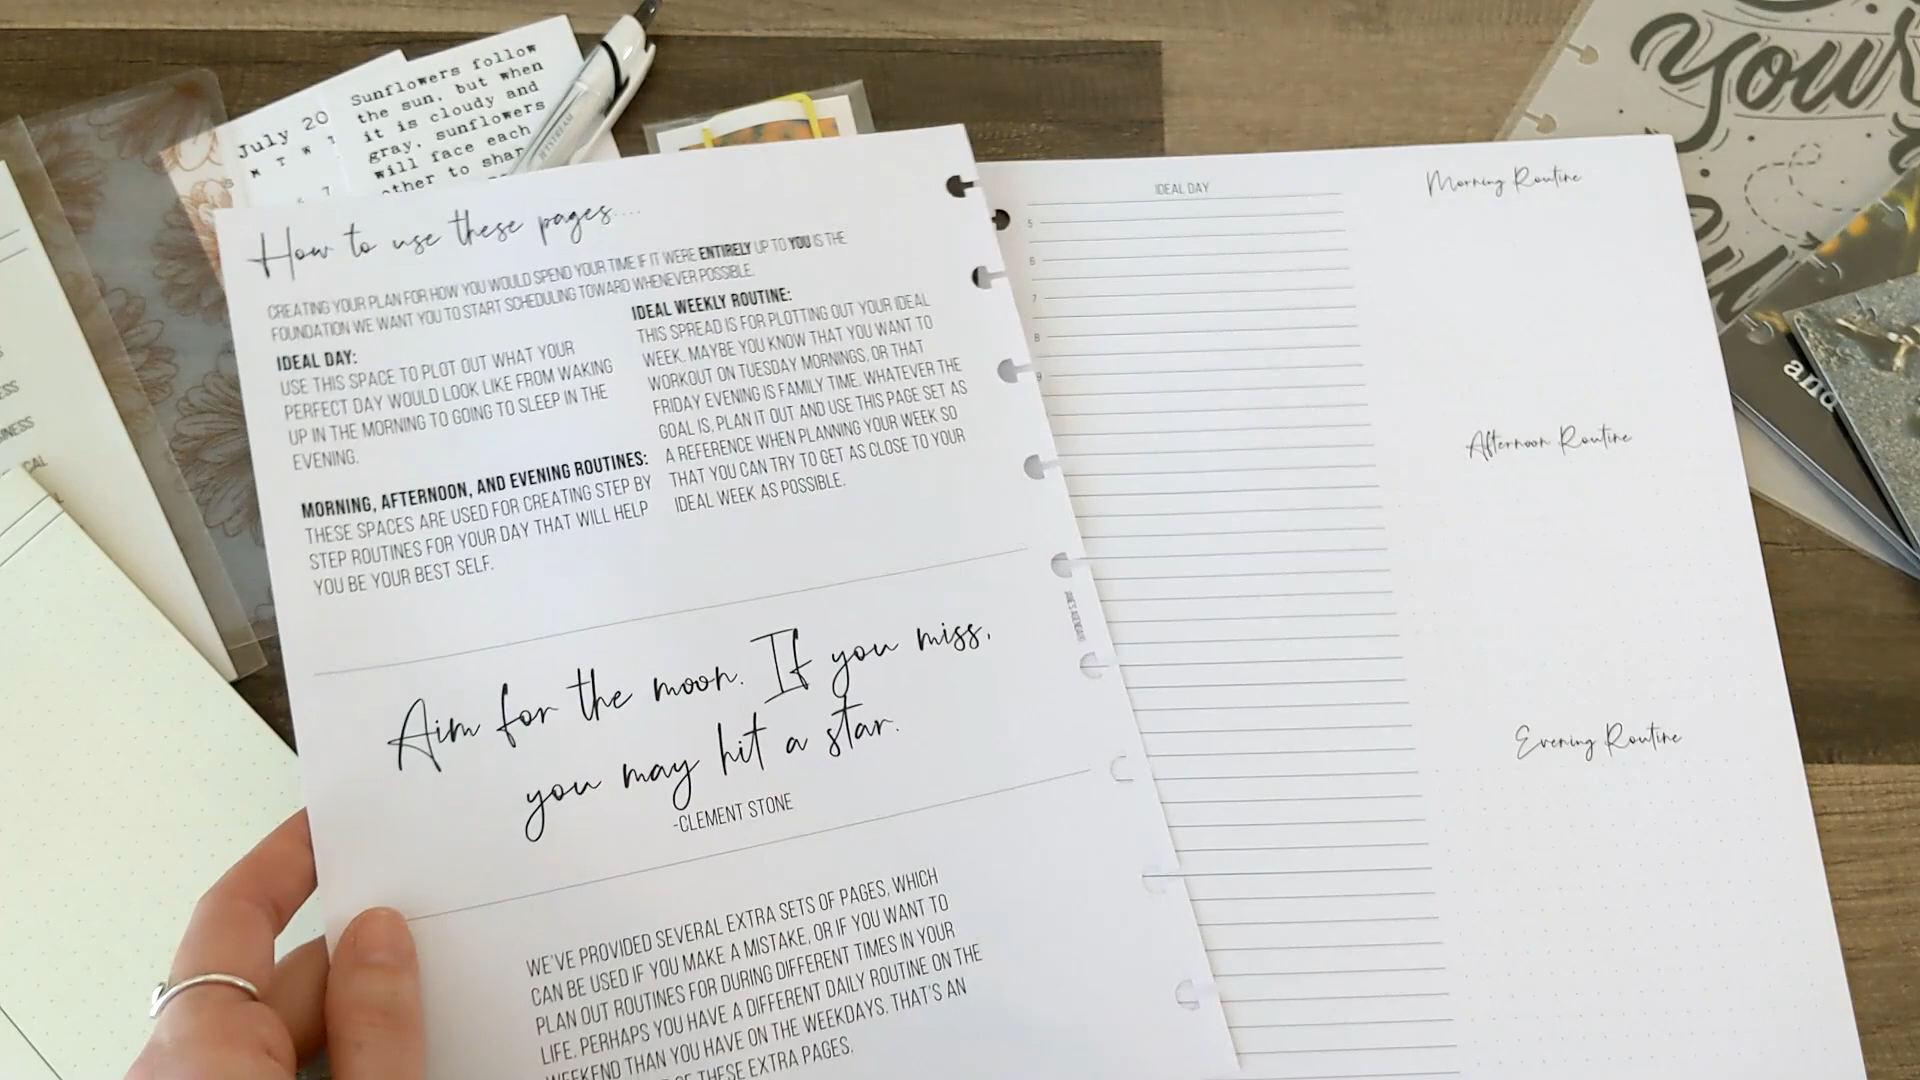 Sunflowers follow
the sun, but when
it is cloudy and
gray, sunflowers
will face each
other to shar
July 20
M T W T
7
JETSTREAM
your
and
How to use these pages....
CREATING YOUR PLAN FOR HOW YOU WOULD SPEND YOUR TIME IF IT WERE ENTIRELY UP TO YOU IS THE
FOUNDATION WE WANT YOU TO START SCHEDULING TOWARD WHENEVER POSSIBLE.
IDEAL DAY:
USE THIS SPACE TO PLOT OUT WHAT YOUR
PERFECT DAY WOULD LOOK LIKE FROM WAKING
UP IN THE MORNING TO GOING TO SLEEP IN THE
EVENING.
MORNING, AFTERNOON, AND EVENING ROUTINES:
THESE SPACES ARE USED FOR CREATING STEP BY
STEP ROUTINES FOR YOUR DAY THAT WILL HELP
YOU BE YOUR BEST SELF.
IDEAL WEEKLY ROUTINE:
THIS SPREAD IS FOR PLOTTING OUT YOUR IDEAL
WEEK. MAYBE YOU KNOW THAT YOU WANT TO
WORKOUT ON TUESDAY MORNINGS, OR THAT
FRIDAY EVENING IS FAMILY TIME. WHATEVER THE
GOAL IS, PLAN IT OUT AND USE THIS PAGE SET AS
A REFERENCE WHEN PLANNING YOUR WEEK SO
THAT YOU CAN TRY TO GET AS CLOSE TO YOUR
IDEAL WEEK AS POSSIBLE.
Aim for the moon. If you miss,
you may hit a star.
-CLEMENT STONE
WE'VE PROVIDED SEVERAL EXTRA SETS OF PAGES, WHICH
CAN BE USED IF YOU MAKE A MISTAKE, OR IF YOU WANT TO
PLAN OUT ROUTINES FOR DURING DIFFERENT TIMES IN YOUR
LIFE. PERHAPS YOU HAVE A DIFFERENT DAILY ROUTINE ON THE
WEEKEND THAN YOU HAVE ON THE WEEKDAYS. THAT'S AN
OF THESE EXTRA PAGES.
JANE'S AGENDA®
IDEAL DAY
5
6
7
8
9
Morning Routine
Afternoon Routine
Evening Routine